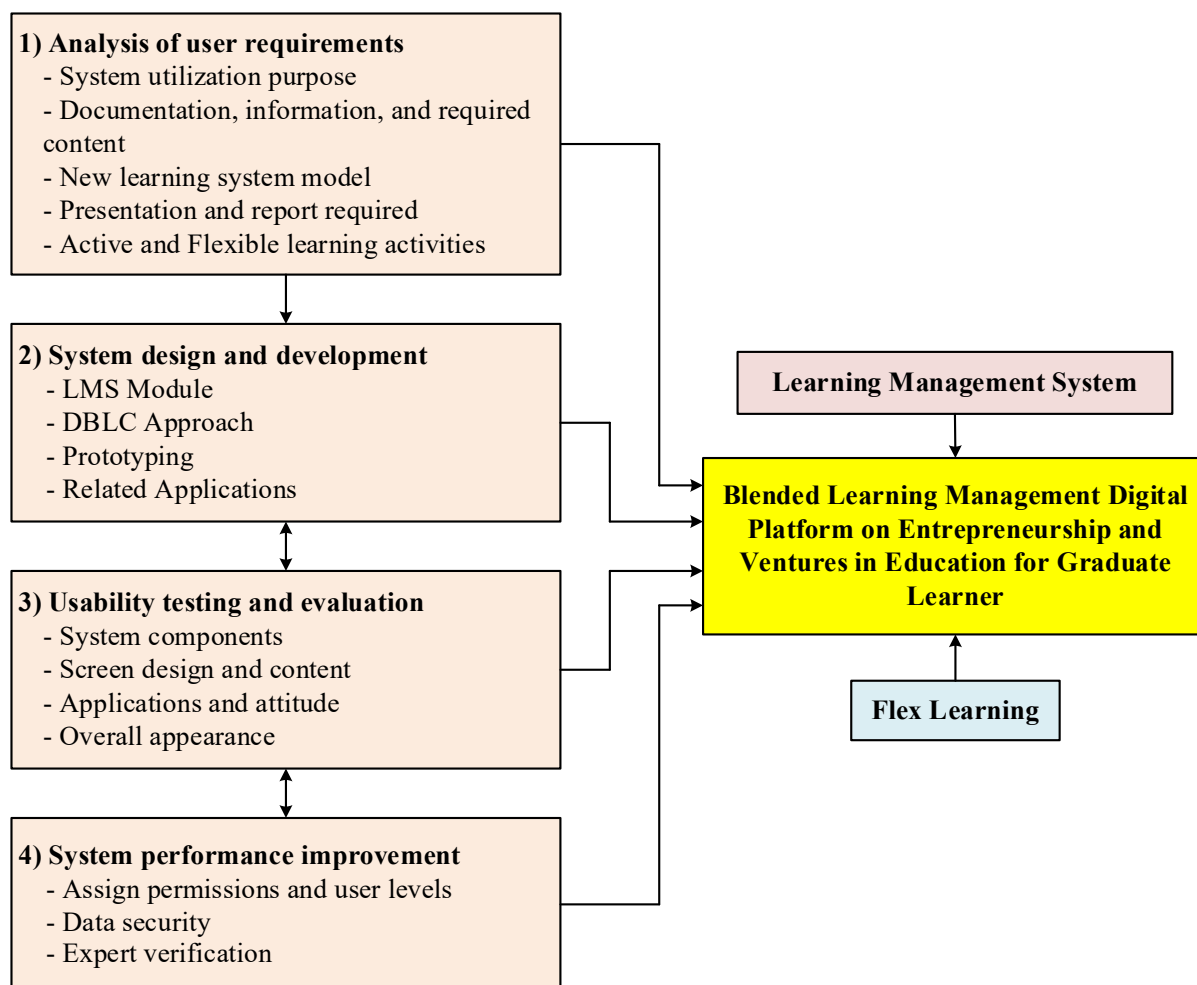 1) Analysis of user requirements
- System utilization purpose
- Documentation, information, and required
content
- New learning system model
- Presentation and report required
- Active and Flexible learning activities
2) System design and development
- LMS Module
- DBLC Approach
- Prototyping
- Related Applications
3) Usability testing and evaluation
- System components
- Screen design and content
- Applications and attitude
- Overall appearance
4) System performance improvement
- Assign permissions and user levels
- Data security
- Expert verification
Learning Management System
Blended Learning Management Digital
Platform on Entrepreneurship and
Ventures in Education for Graduate
Learner
Flex Learning